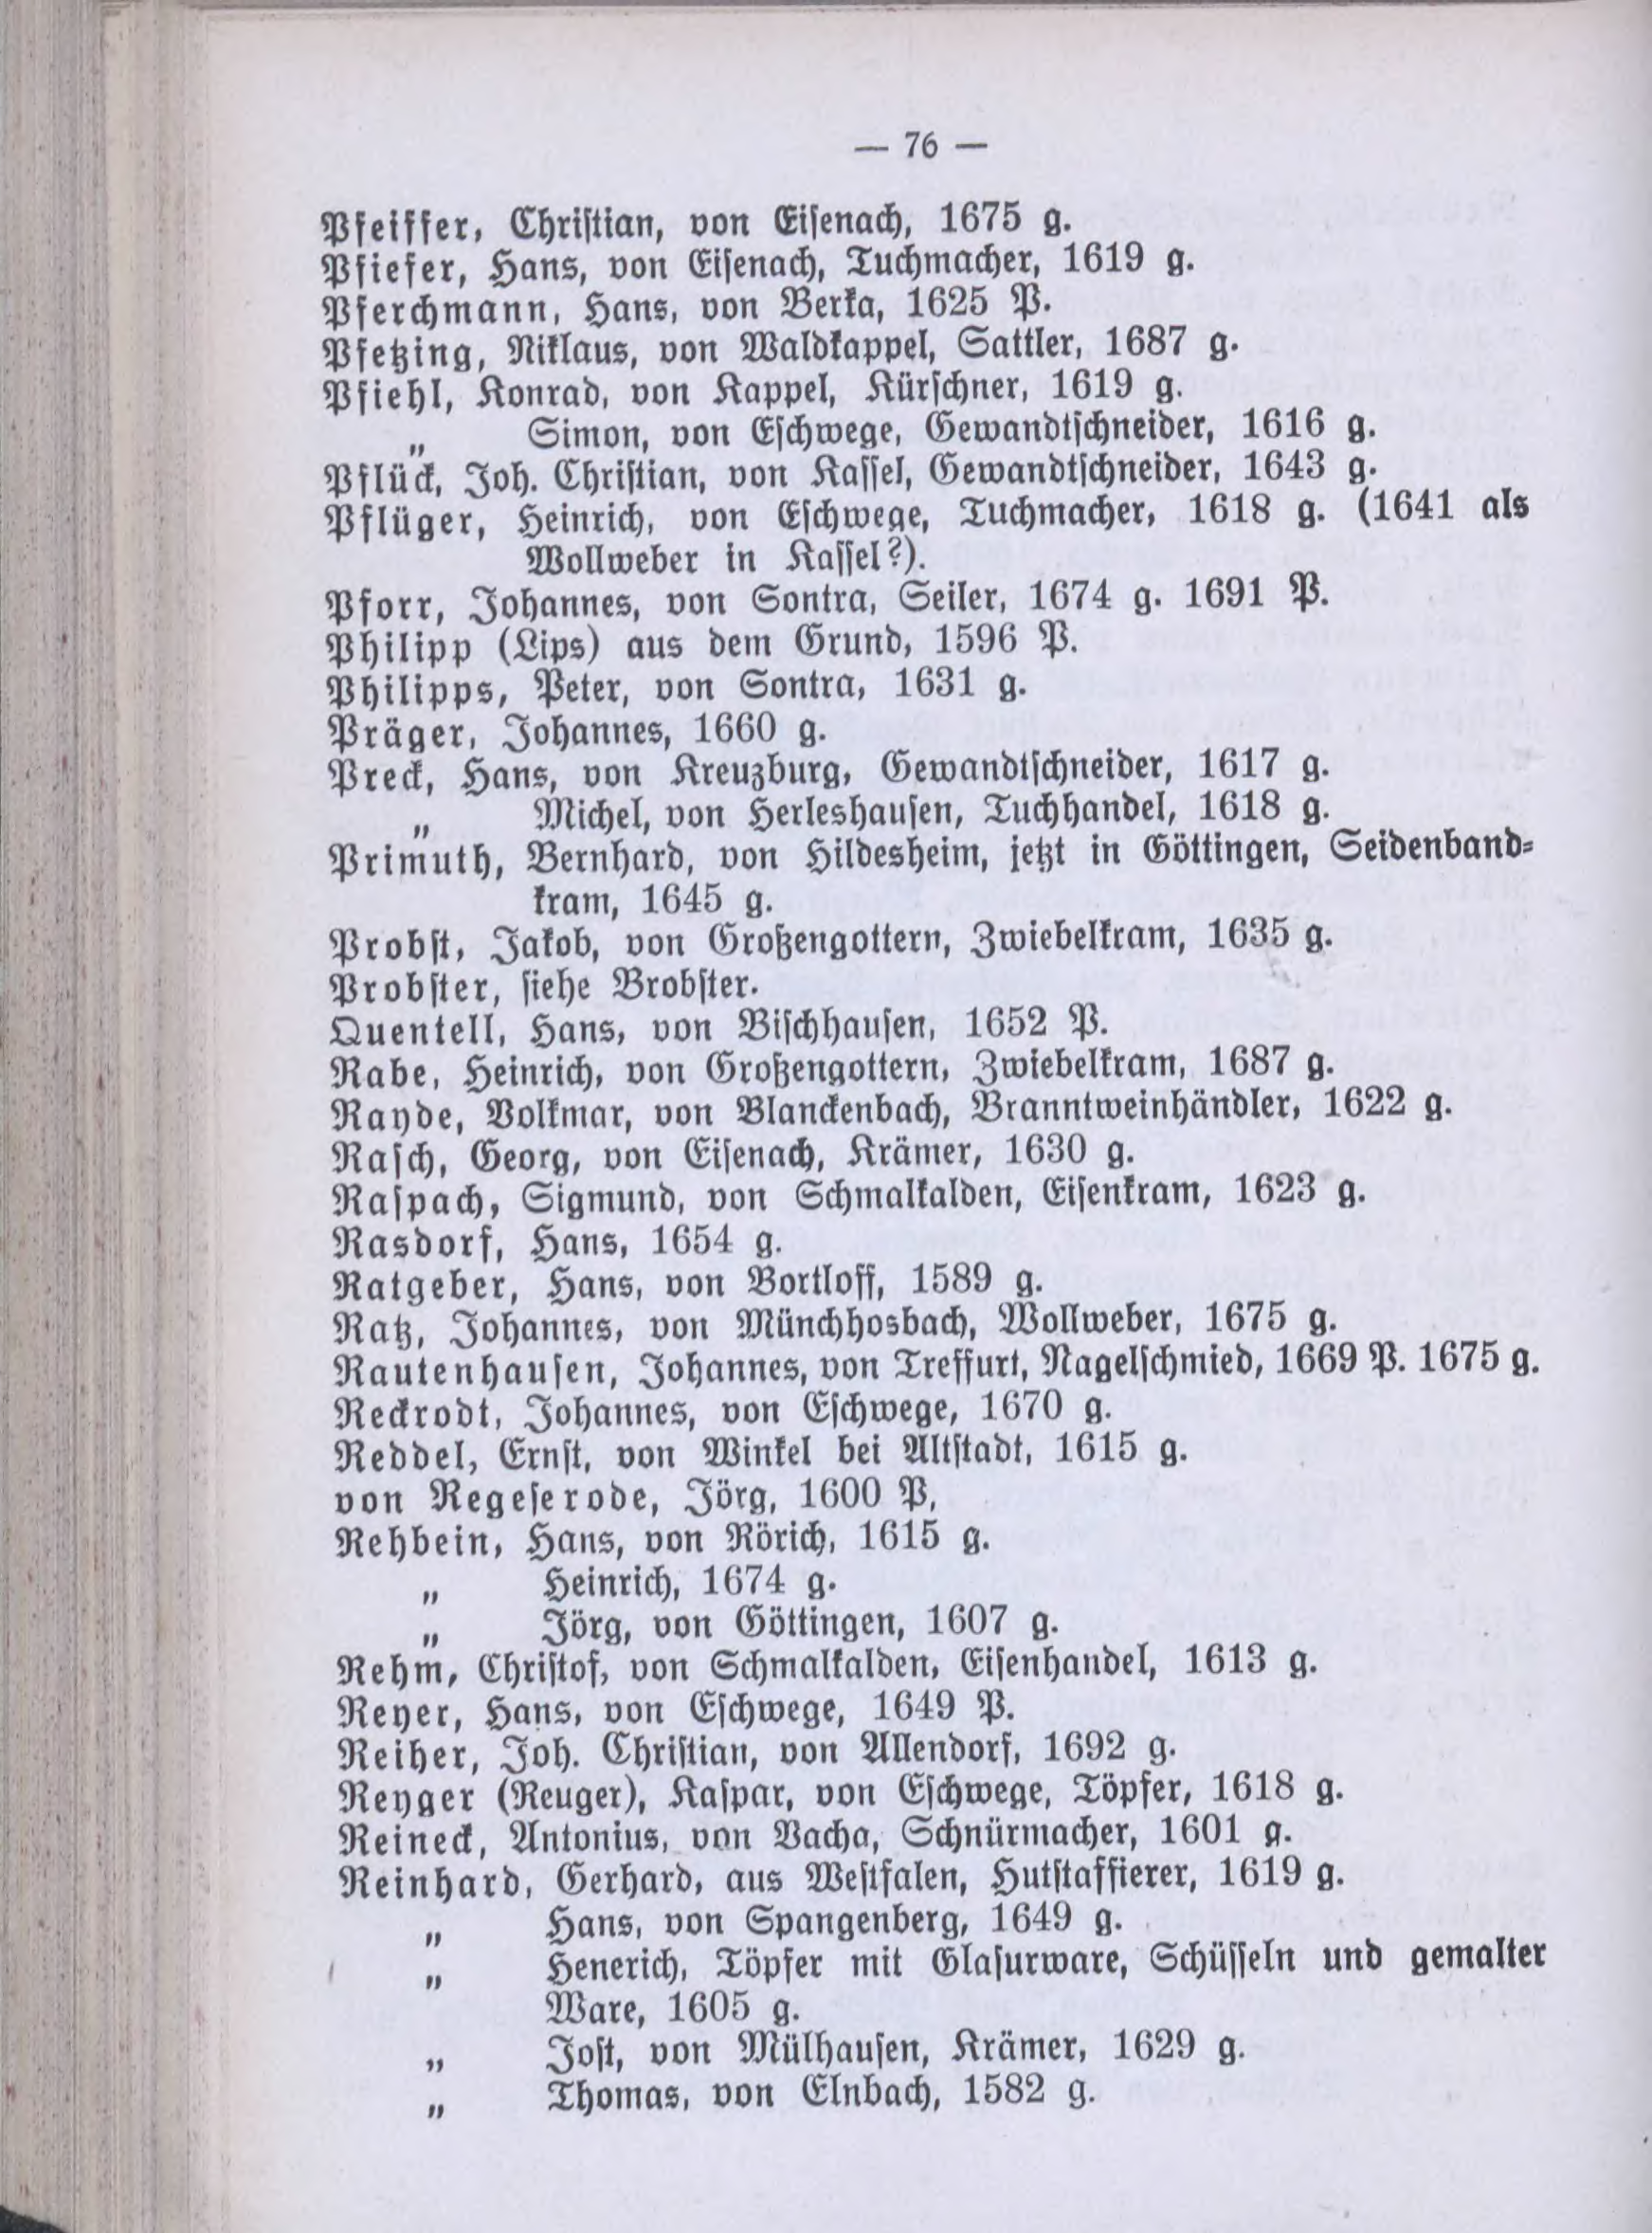 — 76 —
Pfeiffer, Christian, von Eisenach, 1675 g.
Pfiefer, Hans, von Eisenach, Tuchmacher, 1619 g.
Pferchmann, Hans, von Berka, 1625 P.
Pfetzing, Niklaus, von Waldkappel, Sattler, 1687 g.
Pfiehl, Konrad, von Kappel, Kürschner, 1619 g.
„ Simon, von Eschwege, Gewandtschneider, 1616 g.
Pflück, Joh. Christian, von Kassel, Gewandtschneider, 1643 g.
Pflüger, Heinrich, von Eschwege, Tuchmacher, 1618 g. (1641 als
Wollweber in Kassel?).
Pforr, Johannes, von Sontra, Seiler, 1674 g. 1691 P.
Philipp (Lips) aus dem Grund, 1596 P.
Philipps, Peter, von Sontra, 1631 g.
Präger, Johannes, 1660 g.
Preck, Hans, von Kreuzburg, Gewandtschneider, 1617 g.
„ Michel, von Herleshausen, Tuchhandel, 1618 g.
Primuth, Bernhard, von Hildesheim, jetzt in Göttingen, Seidenband-
kram, 1645 g.
Probst, Jakob, von Großengottern, Zwiebelkram, 1635 g.
Probster, siehe Brobster.
Quentell, Hans, von Bischhausen, 1652 P.
Rabe, Heinrich, von Großengottern, Zwiebelkram, 1687 g.
Rayde, Volkmar, von Blanckenbach, Branntweinhändler, 1622 g.
Rasch, Georg, von Eisenach, Krämer, 1630 g.
Raspach, Sigmund, von Schmalkalden, Eisenkram, 1623 g.
Rasdorf, Hans, 1654 g.
Ratgeber, Hans, von Bortloff, 1589 g.
Ratz, Johannes, von Münchhosbach, Wollweber, 1675 g.
Rautenhausen, Johannes, von Treffurt, Nagelschmied, 1669 P. 1675 g.
Reckrodt, Johannes, von Eschwege, 1670 g.
Reddel, Ernst, von Winkel bei Altstadt, 1615 g.
von Regeserode, Jörg, 1600 P,
Rehbein, Hans, von Rörich, 1615 g.
„ Heinrich, 1674 g.
„ Jörg, von Göttingen, 1607 g.
Rehm, Christof, von Schmalkalden, Eisenhandel, 1613 g.
Reyer, Hans, von Eschwege, 1649 P.
Reiher, Joh. Christian, von Allendorf, 1692 g.
Reyger (Reuger), Kaspar, von Eschwege, Töpfer, 1618 g.
Reineck, Antonius, von Vacha, Schnürmacher, 1601 g.
Reinhard, Gerhard, aus Westfalen, Hutstaffierer, 1619 g.
„ Hans, von Spangenberg, 1649 g.
„ Henerich, Töpfer mit Glasurware, Schüsseln und gemalter
Ware, 1605 g.
„ Jost, von Mülhausen, Krämer, 1629 g.
„ Thomas, von Elnbach, 1582 g.